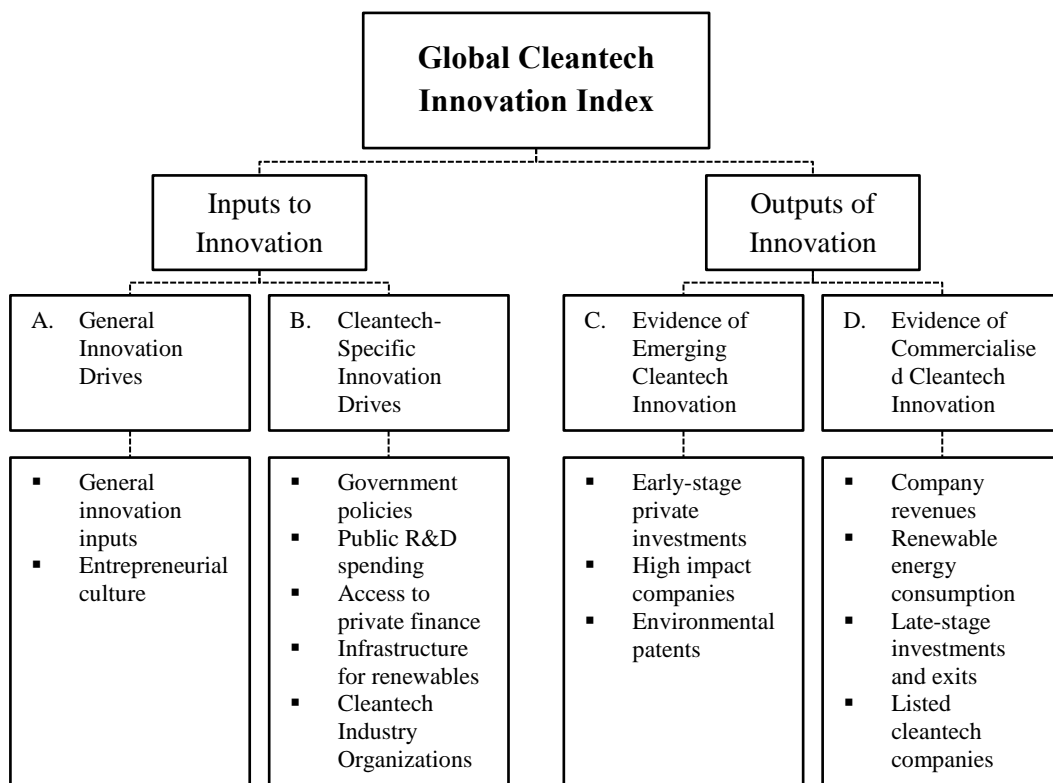 Global Cleantech
Innovation Index
Inputs to
Innovation
Outputs of
Innovation
A. General
Innovation
Drives
B. Cleantech-
Specific
Innovation
Drives
C. Evidence of
Emerging
Cleantech
Innovation
D. Evidence of
Commercialise
d Cleantech
Innovation
▪ General
innovation
inputs
▪ Entrepreneurial
culture
▪ Government
policies
▪ Public R&D
spending
▪ Access to
private finance
▪ Infrastructure
for renewables
▪ Cleantech
Industry
Organizations
▪ Early-stage
private
investments
▪ High impact
companies
▪ Environmental
patents
▪ Company
revenues
▪ Renewable
energy
consumption
▪ Late-stage
investments
and exits
▪ Listed
cleantech
companies